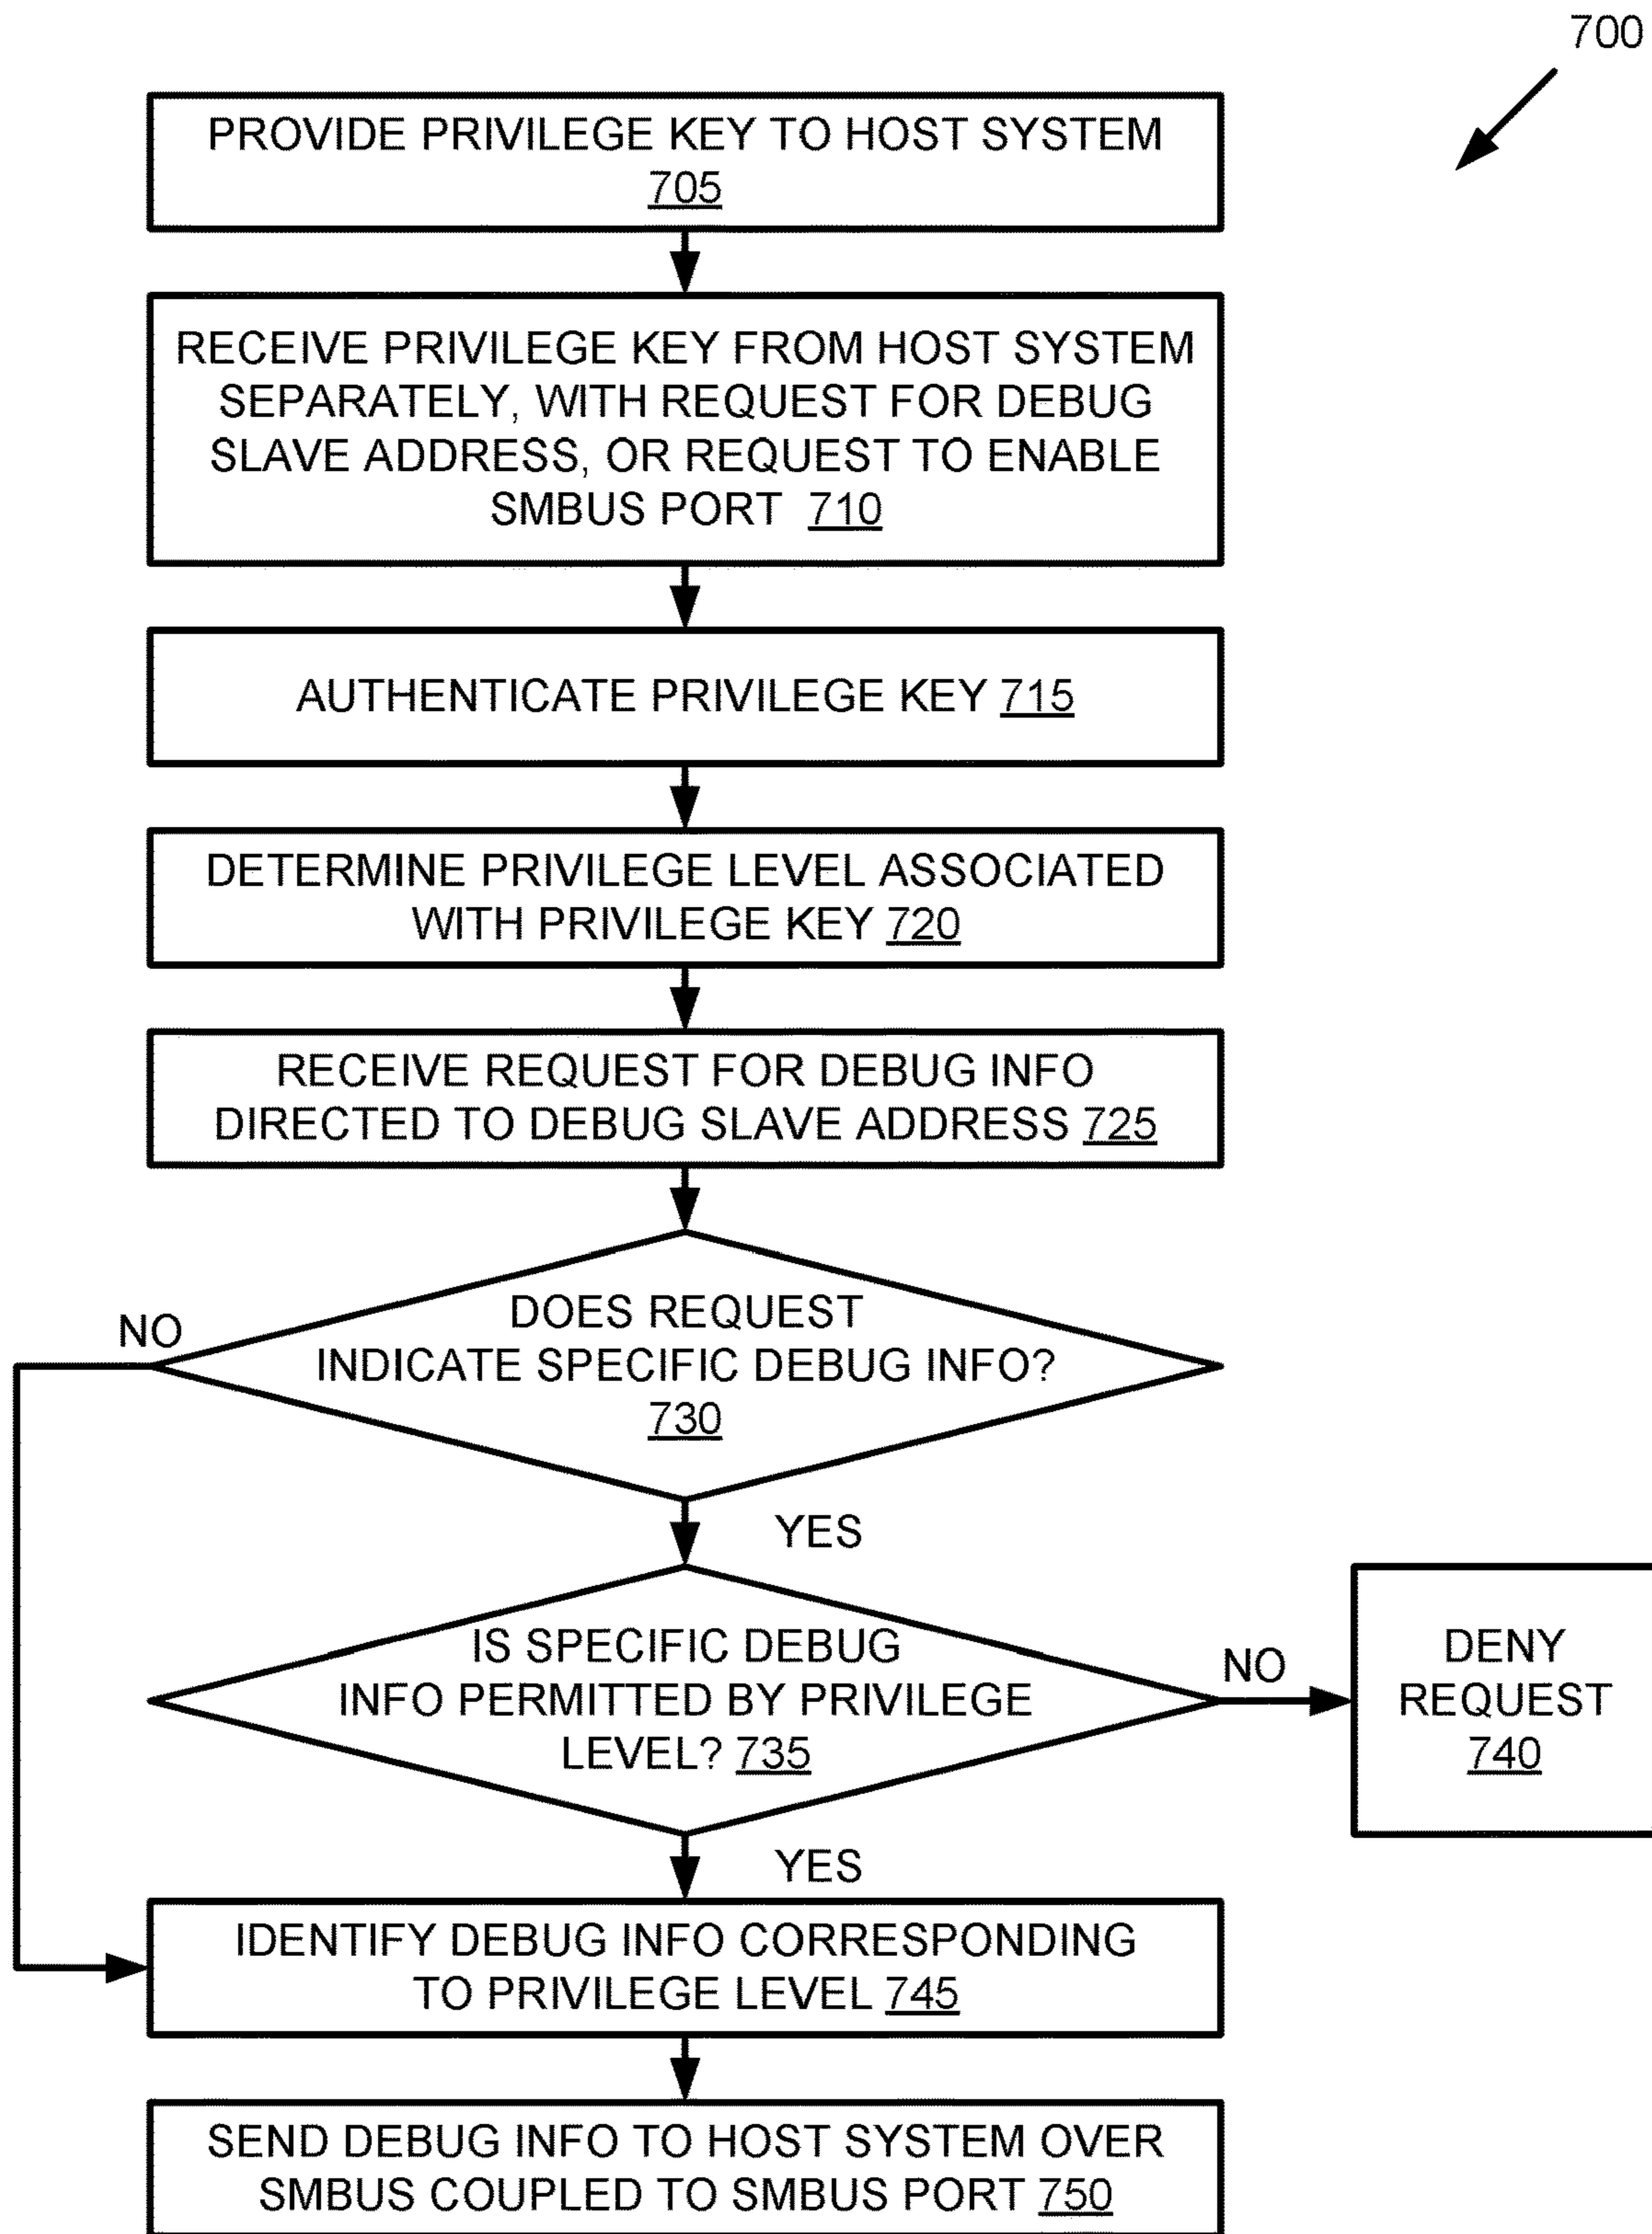 700
PROVIDE PRIVILEGE KEY TO HOST SYSTEM
705
RECEIVE PRIVILEGE KEY FROM HOST SYSTEM
SEPARATELY, WITH REQUEST FOR DEBUG
SLAVE ADDRESS, OR REQUEST TO ENABLE
SMBUS PORT 710
AUTHENTICATE PRIVILEGE KEY 715
DETERMINE PRIVILEGE LEVEL ASSOCIATED
WITH PRIVILEGE KEY 720
RECEIVE REQUEST FOR DEBUG INFO
DIRECTED TO DEBUG SLAVE ADDRESS 725
NO
DOES REQUEST
INDICATE SPECIFIC DEBUG INFO?
730
YES
IS SPECIFIC DEBUG
INFO PERMITTED BY PRIVILEGE
LEVEL? 735
NO
DENY
REQUEST
740
YES
IDENTIFY DEBUG INFO CORRESPONDING
TO PRIVILEGE LEVEL 745
SEND DEBUG INFO TO HOST SYSTEM OVER
SMBUS COUPLED TO SMBUS PORT 750